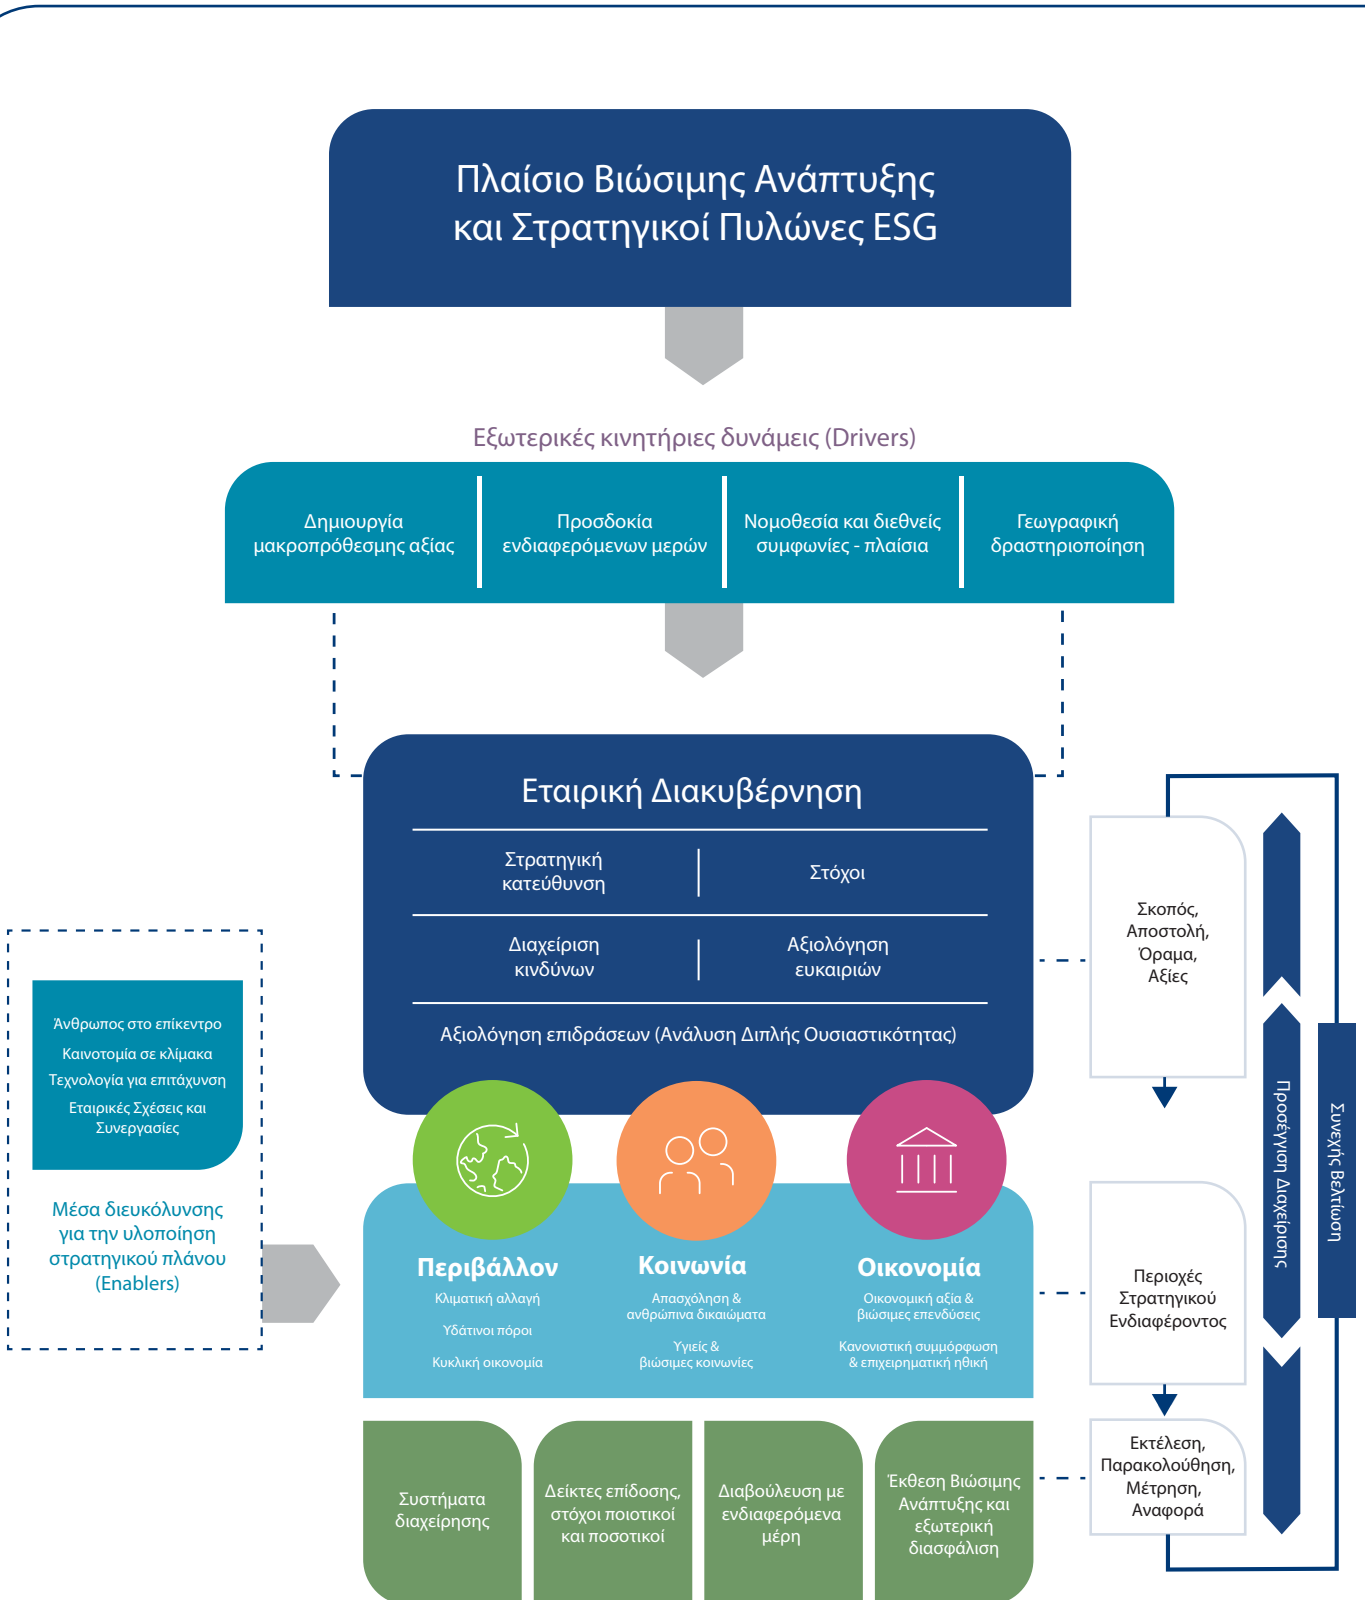 Πλαίσιο Βιώσιμης Ανάπτυξης
και Στρατηγικοί Πυλώνες ESG
Εξωτερικές κινητήριες δυνάμεις (Drivers)
Δημιουργία
μακροπρόθεσμης αξίας
Προσδοκία
ενδιαφερόμενων μερών
Νομοθεσία και διεθνείς
συμφωνίες - πλαίσια
Γεωγραφική
δραστηριοποίηση
Εταιρική Διακυβέρνηση
Στρατηγική
κατεύθυνση
Στόχοι
Διαχείριση
κινδύνων
Αξιολόγηση
ευκαιριών
Αξιολόγηση επιδράσεων (Ανάλυση Διπλής Ουσιαστικότητας)
Άνθρωπος στο επίκεντρο
Καινοτομία σε κλίμακα
Τεχνολογία για επιτάχυνση
Εταιρικές Σχέσεις και
Συνεργασίες
Μέσα διευκόλυνσης
για την υλοποίηση
στρατηγικού πλάνου
(Enablers)
Περιβάλλον
Κλιματική αλλαγή
Υδάτινοι πόροι
Κυκλική οικονομία
Κοινωνία
Απασχόληση &
ανθρώπινα δικαιώματα
Υγιείς &
βιώσιμες κοινωνίες
Οικονομία
Οικονομική αξία &
βιώσιμες επενδύσεις
Κανονιστική συμμόρφωση
& επιχειρηματική ηθική
Συστήματα
διαχείρησης
Δείκτες επίδοσης,
στόχοι ποιοτικοί
και ποσοτικοί
Διαβούλευση με
ενδιαφερόμενα
μέρη
Έκθεση Βιώσιμης
Ανάπτυξης και
εξωτερική
διασφάλιση
Σκοπός,
Αποστολή,
Όραμα,
Αξίες
Περιοχές
Στρατηγικού
Ενδιαφέροντος
Εκτέλεση,
Παρακολούθηση,
Μέτρηση,
Αναφορά
Προσέγγιση Διαχείρισης
Συνεχής Βελτίωση